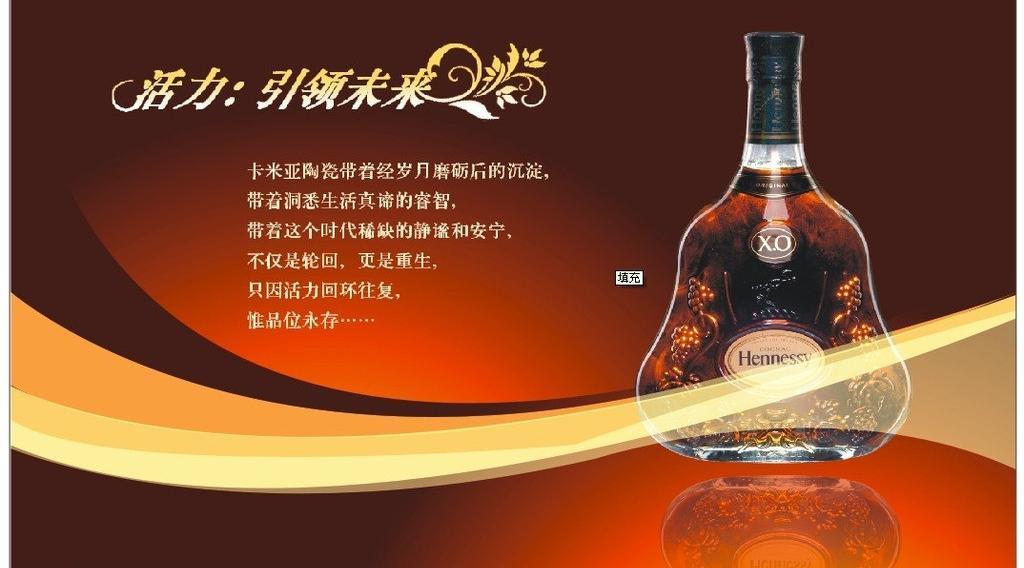 活力：引领未来
卡米亚陶瓷带着经岁月磨砺后的沉淀，
带着洞悉生活真谛的睿智，
带着这个时代稀缺的静谧和安宁，
不仅是轮回，更是重生，
只因活力回环往复，
惟品位永存……
填充
Hennessy
ORIGINAL
X.O
COGNAC
Hennessy